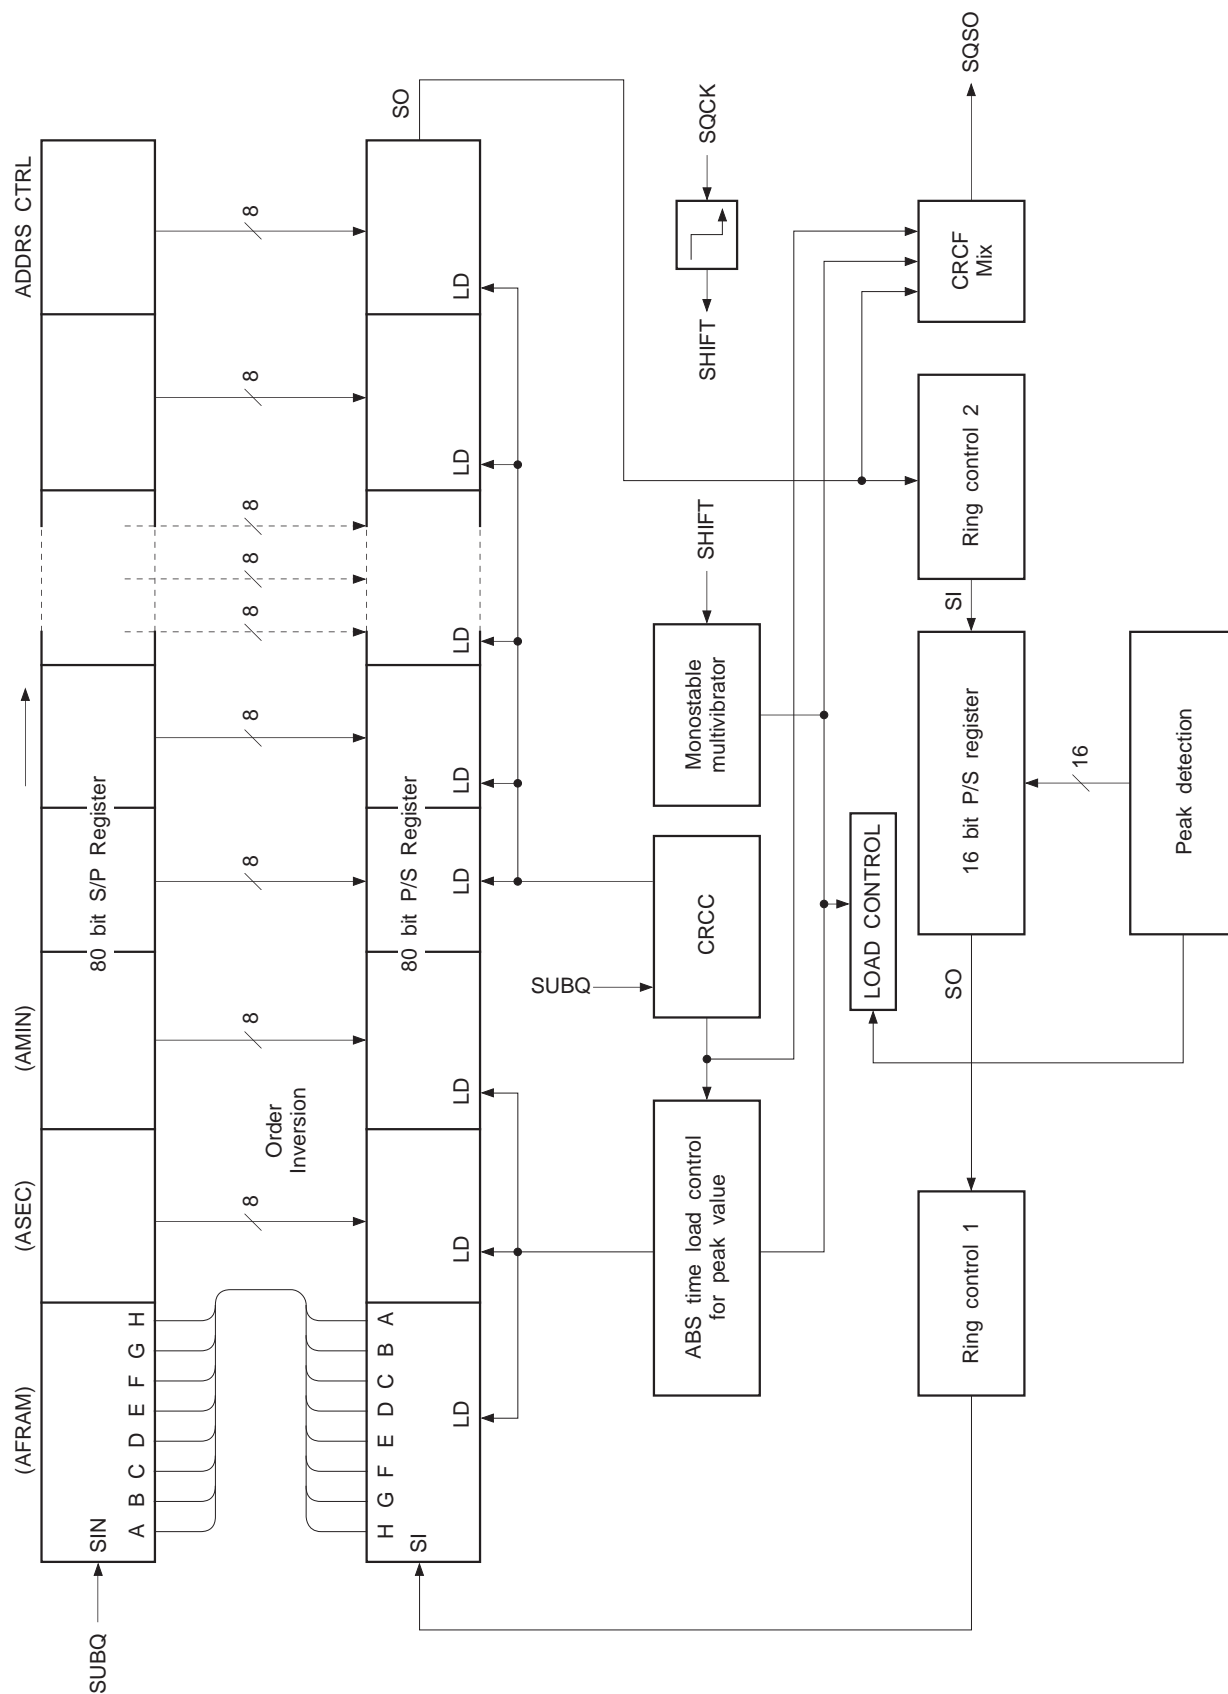 ADDRS CTRL
(AMIN)
(ASEC)
(AFRAM)
SUBQ
SIN
A B C D E F G H
80 bit S/P Register
8
8
8
8
8
8
8
8
8
Order
Inversion
80 bit P/S Register
SI
H G F E D C B A
LD
LD
LD
LD
LD
LD
LD
LD
SO
SUBQ
CRCC
ABS time load control
for peak value
Monostable
multivibrator
SHIFT
SHIFT
SQCK
LOAD CONTROL
CRCF
Mix
SQSO
Ring control 2
SI
16 bit P/S register
SO
16
Peak detection
Ring control 1